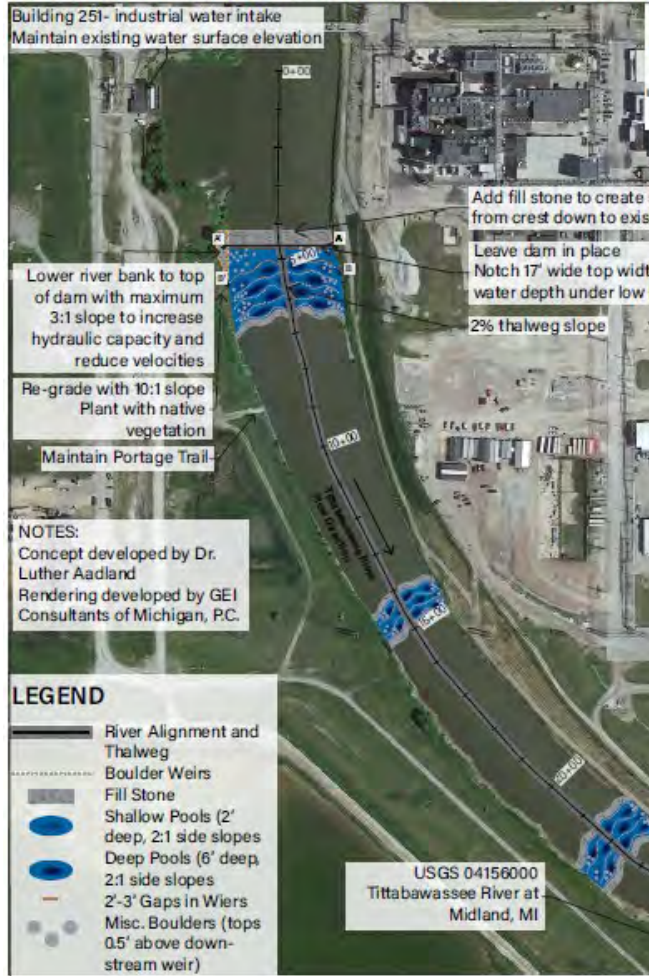 Building 251- industrial water intake
Maintain existing water surface elevation
0+00
Add fill stone to create
from crest down to exis
A'
A
Leave dam in place
Notch 17' wide top widt
water depth under low
5+00
B'
B
Lower river bank to top
of dam with maximum
3:1 slope to increase
hydraulic capacity and
reduce velocities
2% thalweg slope
Re-grade with 10:1 slope
Plant with native
vegetation
Maintain Portage Trail
10+00
Tittabawassee River
NOTES:
Concept developed by Dr.
Luther Aadland
Rendering developed by GEI
Consultants of Michigan, P.C.
15+00
20+00
LEGEND
River Alignment and
Thalweg
Boulder Weirs
Fill Stone
Shallow Pools (2'
deep, 2:1 side slopes
Deep Pools (6' deep,
2:1 side slopes
2'-3' Gaps in Wiers
Misc. Boulders (tops
0.5' above down-
stream weir)
USGS 04156000
Tittabawassee River at
Midland, MI